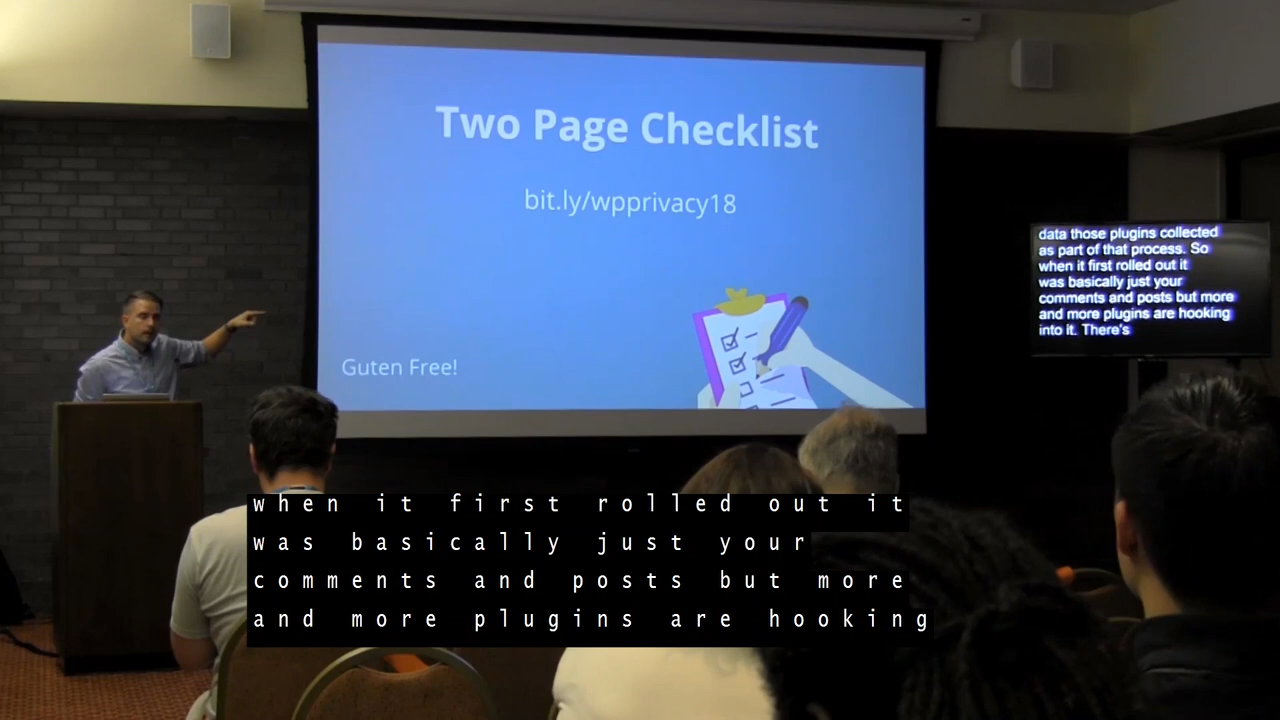 Two Page Checklist
bit.ly/wpprivacy18
Guten Free!
data those plugins collected
as part of that process. So
when it first rolled out it
was basically just your
comments and posts but more
and more plugins are hooking
into it. There's
when it first rolled out it
was basically just your
comments and posts but more
and more plugins are hooking